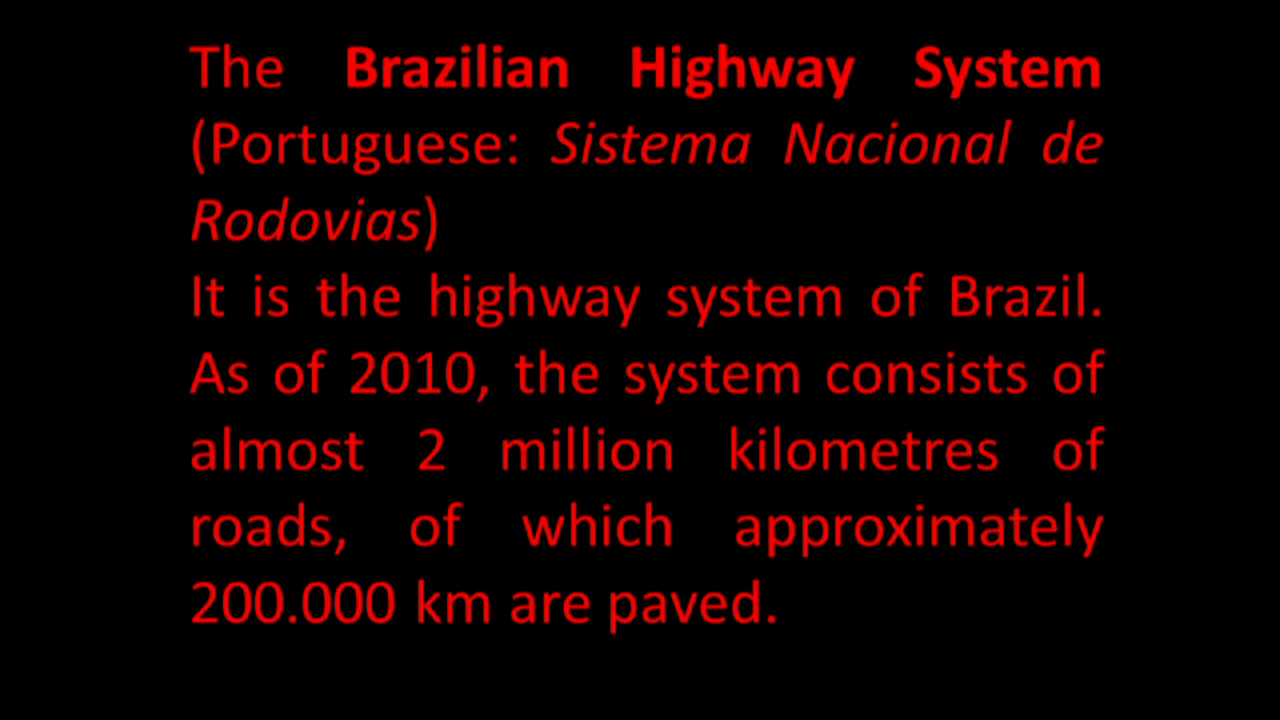 The Brazilian Highway System
(Portuguese: Sistema Nacional de
Rodovias)
It is the highway system of Brazil.
As of 2010, the system consists of
almost 2 million kilometres of
roads, of which approximately
200.000 km are paved.